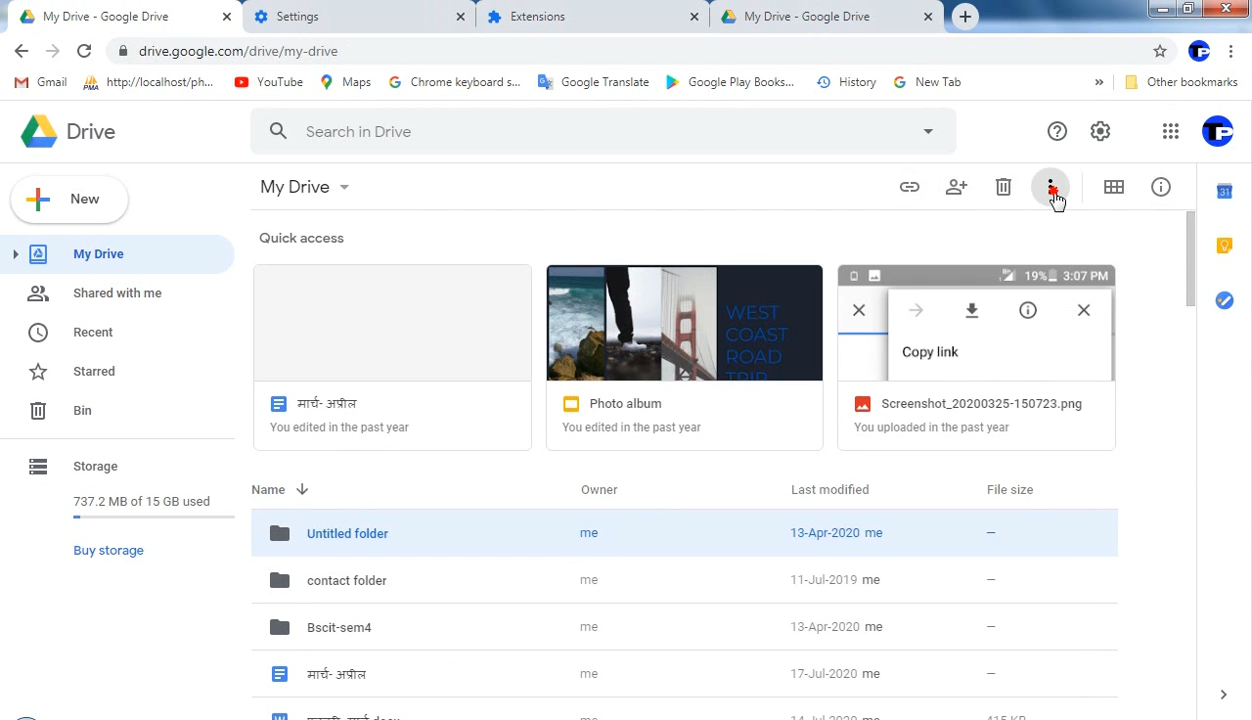 My Drive - Google Drive
Settings
Extensions
My Drive - Google Drive
drive.google.com/drive/my-drive
TP
Gmail
PMA
http://localhost/ph...
YouTube
Maps
Chrome keyboard s...
Google Translate
Google Play Books...
History
New Tab
»
Other bookmarks
Drive
Search in Drive
TP
New
My Drive
31
My Drive
Shared with me
Recent
Starred
Bin
Storage
737.2 MB of 15 GB used
Buy storage
Quick access
WEST
COAST
ROAD
TRIP
19%
3:07 PM
Copy link
मार्च- अप्रील
You edited in the past year
Photo album
You edited in the past year
Screenshot_20200325-150723.png
You uploaded in the past year
Name
Owner
Last modified
File size
Untitled folder
me
13-Apr-2020 me
—
contact folder
me
11-Jul-2019 me
—
Bscit-sem4
me
13-Apr-2020 me
—
मार्च- अप्रील
me
17-Jul-2020 me
—
me